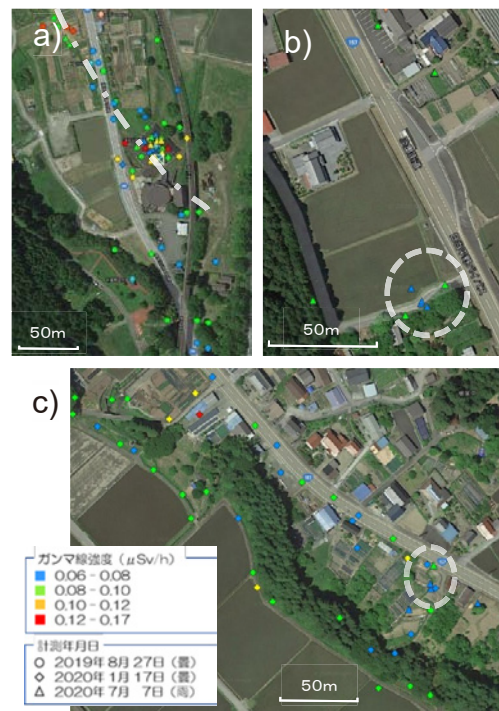 a)
b)
50m
50m
c)
ガンマ線強度 (μSv/h)
0.06 - 0.08
0.08 - 0.10
0.10 - 0.12
0.12 - 0.17
計測年月日
2019年8月27日 (曇)
2020年1月17日 (曇)
2020年7月 7日 (雨)
50m